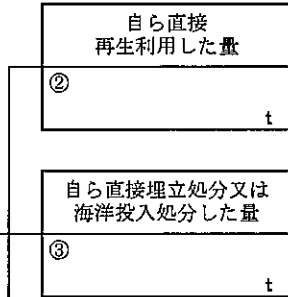 自ら直接
再生利用した量
②
t
自ら直接埋立処分又は
海洋投入処分した量
③
t